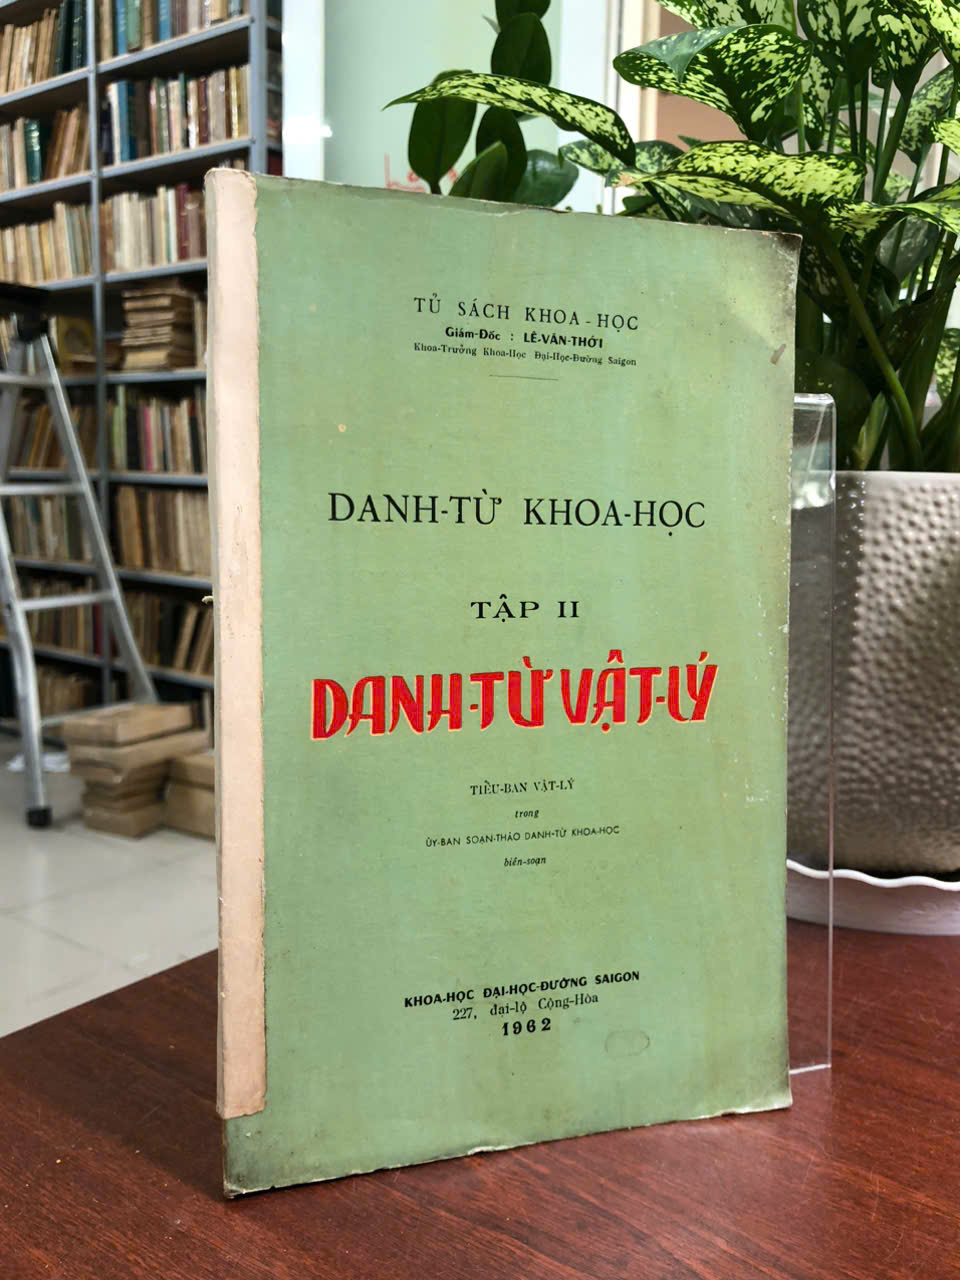 TỦ SÁCH KHOA-HỌC
Giám-Đốc : LÊ-VĂN-THỚI
Khoa-Trưởng Khoa-Học Đại-Học-Đường Saigon
DANH-TỪ KHOA-HỌC
TẬP II
DANH-TỪ VẬT-LÝ
TIỂU-BAN VẬT-LÝ
trong
ỦY-BAN SOẠN-THẢO DANH-TỪ KHOA-HỌC
biên-soạn
KHOA-HỌC ĐẠI-HỌC-ĐƯỜNG SAIGON
227, đại-lộ Cộng-Hòa
1962